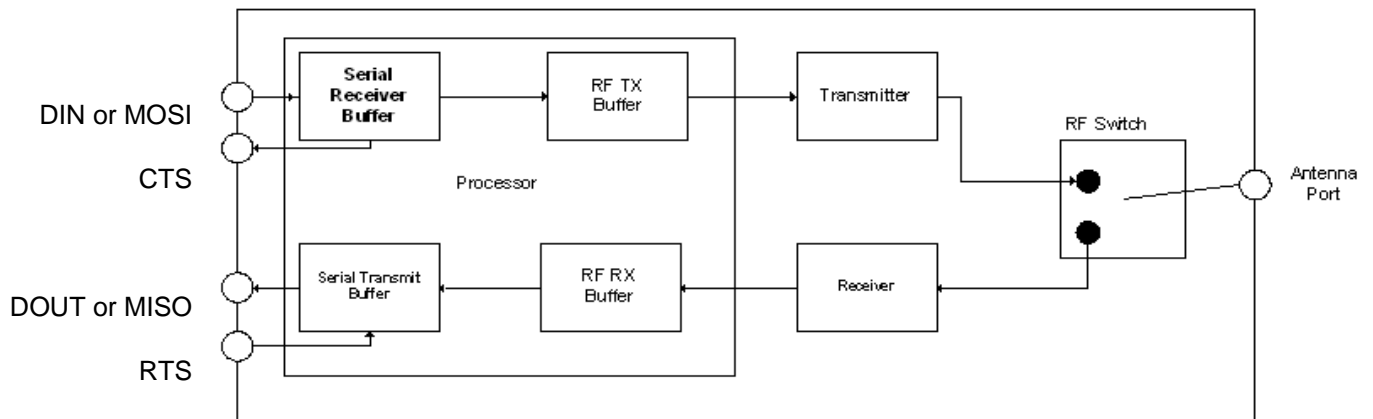 DIN or MOSI
CTS
DOUT or MISO
RTS
Serial
Receiver
Buffer
RF TX
Buffer
Transmitter
RF Switch
Processor
Antenna
Port
Serial Transmit
Buffer
RF RX
Buffer
Receiver